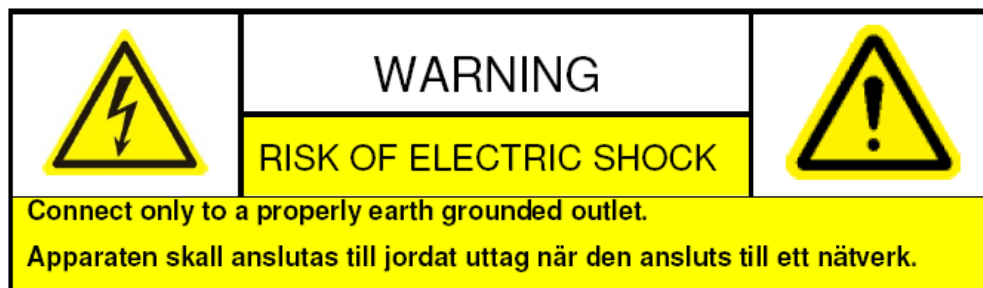 WARNING
RISK OF ELECTRIC SHOCK
Connect only to a properly earth grounded outlet.
Apparaten skall anslutas till jordat uttag när den ansluts till ett nätverk.